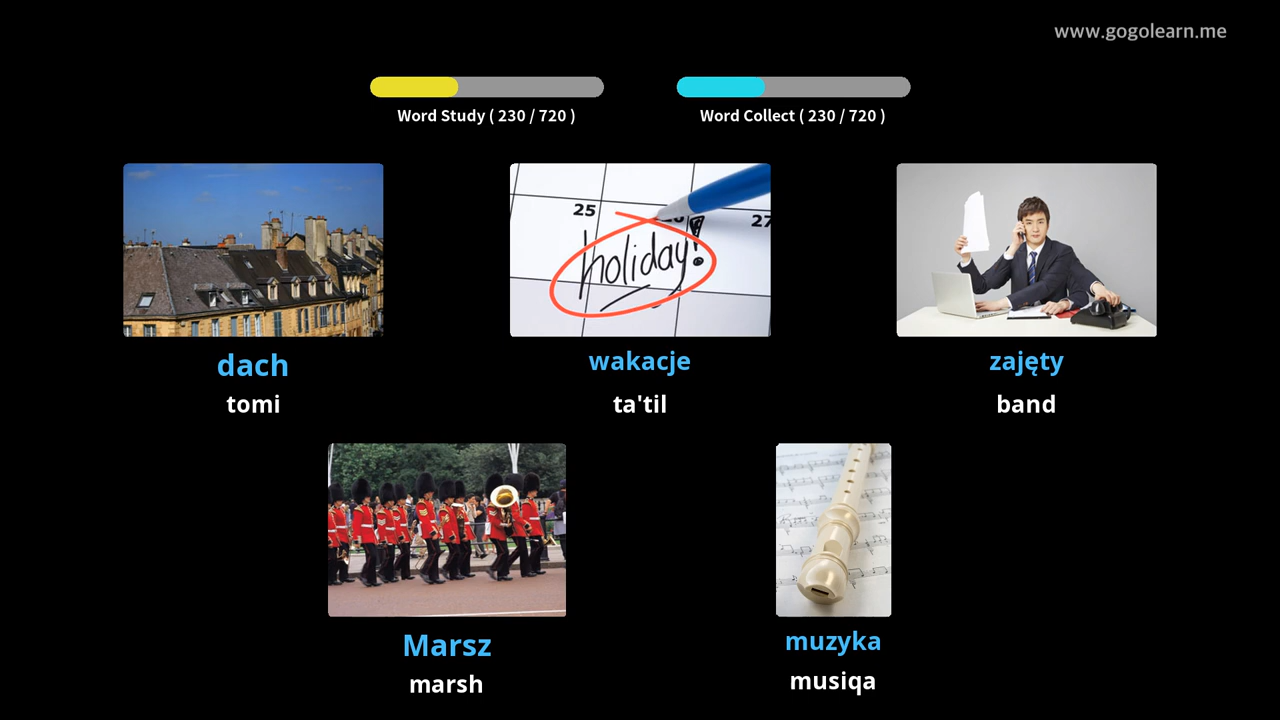 www.gogolearn.me
Word Study ( 230 / 720 )
Word Collect ( 230 / 720 )
25
27
holiday!
dach
wakacje
zajęty
tomi
ta'til
band
Marsz
muzyka
marsh
musiqa